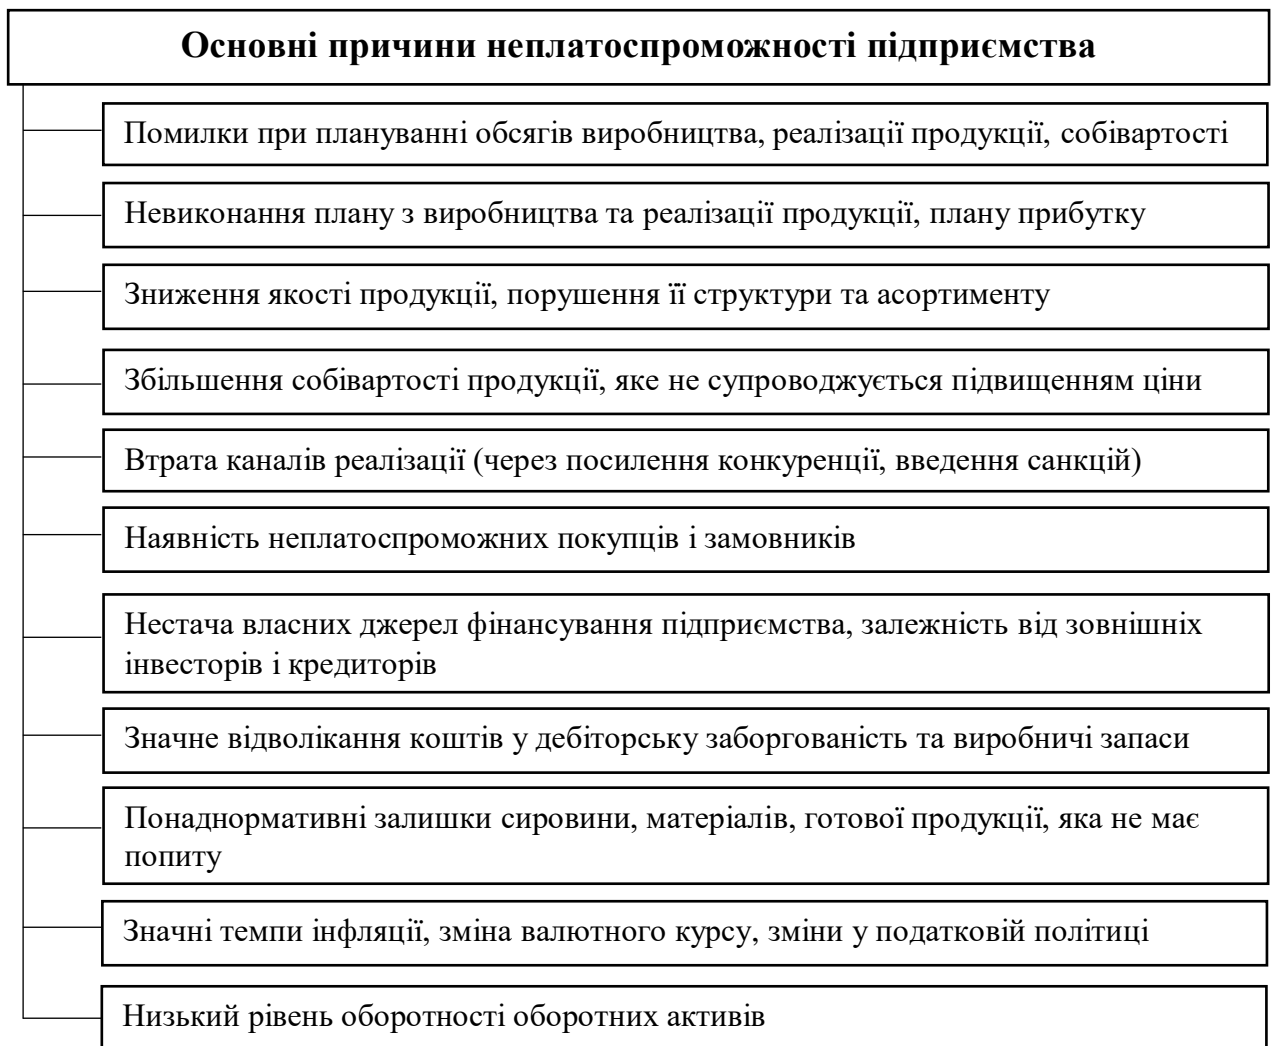 Основні причини неплатоспроможності підприємства
Помилки при плануванні обсягів виробництва, реалізації продукції, собівартості
Невиконання плану з виробництва та реалізації продукції, плану прибутку
Зниження якості продукції, порушення її структури та асортименту
Збільшення собівартості продукції, яке не супроводжується підвищенням ціни
Втрата каналів реалізації (через посилення конкуренції, введення санкцій)
Наявність неплатоспроможних покупців і замовників
Нестача власних джерел фінансування підприємства, залежність від зовнішніх
інвесторів і кредиторів
Значне відволікання коштів у дебіторську заборгованість та виробничі запаси
Понаднормативні залишки сировини, матеріалів, готової продукції, яка не має
попиту
Значні темпи інфляції, зміна валютного курсу, зміни у податковій політиці
Низький рівень оборотності оборотних активів